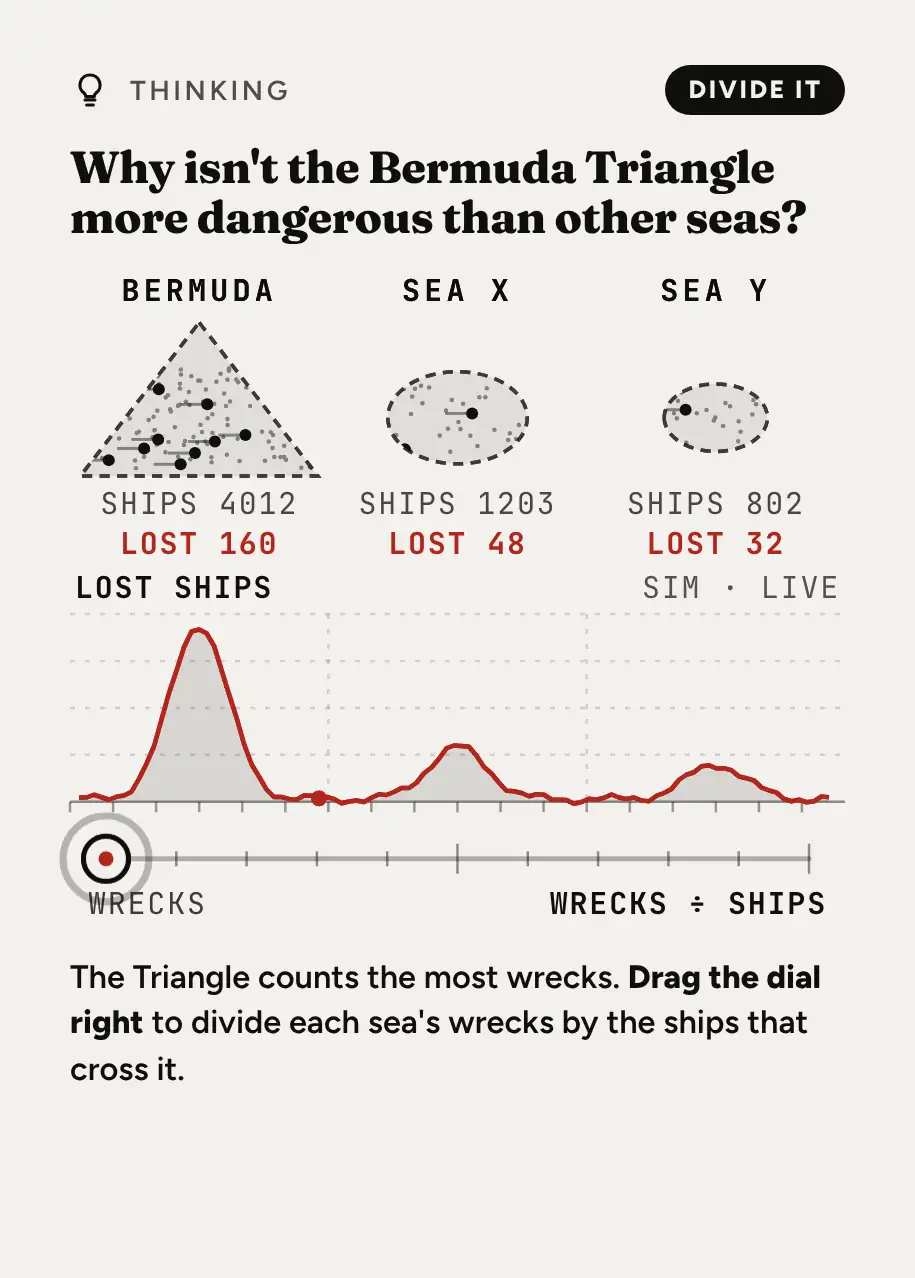 THINKING
DIVIDE IT
Why isn't the Bermuda Triangle
more dangerous than other seas?
BERMUDA
SEA X
SEA Y
SHIPS 4012
SHIPS 1203
SHIPS 802
LOST 160
LOST 48
LOST 32
LOST SHIPS
SIM · LIVE
WRECKS
WRECKS ÷ SHIPS
The Triangle counts the most wrecks. Drag the dial
right to divide each sea's wrecks by the ships that
cross it.